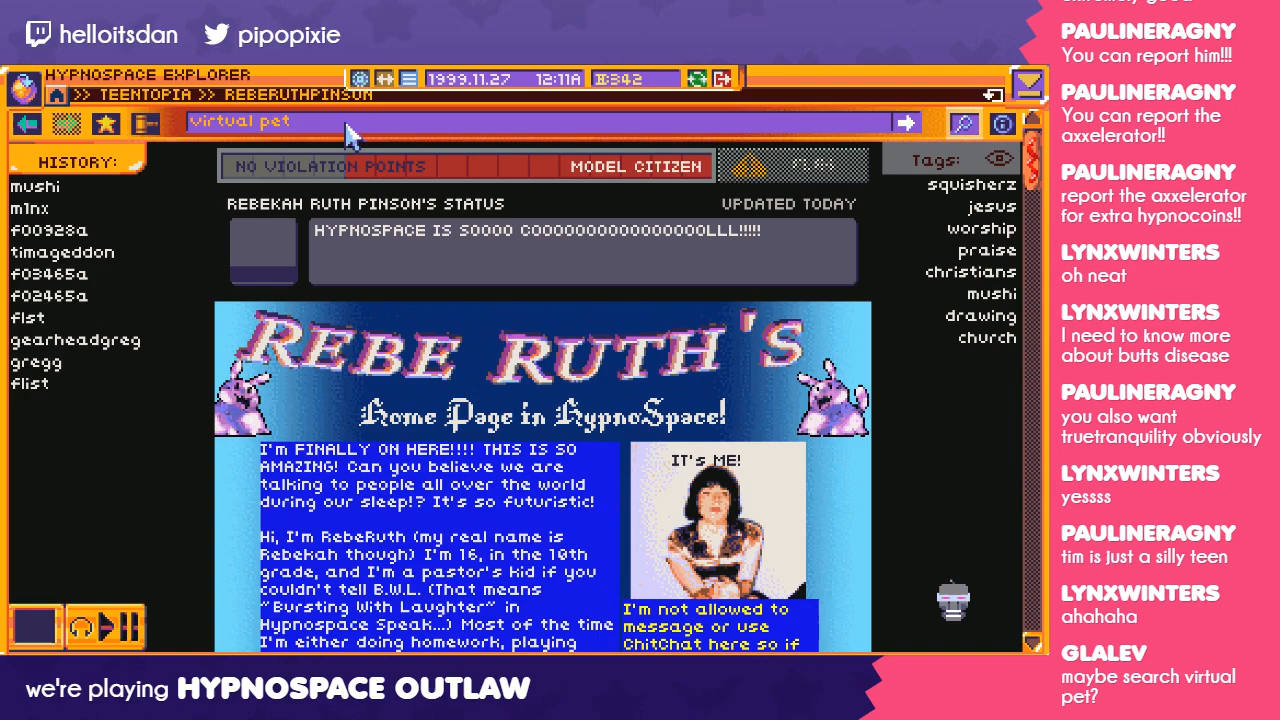 helloitsdan pipopixie
HYPNOSPACE EXPLORER
1999.11.27 12:11A 342
>> TEENTOPIA >> REBERUTHPINSON
virtual pet
HISTORY:
mushi
m1nx
f00928a
timageddon
f03465a
f02465a
flst
gearheadgreg
gregg
flist
NO VIOLATION POINTS MODEL CITIZEN
REBEKAH RUTH PINSON'S STATUS UPDATED TODAY
HYPNOSPACE IS SOOOO COOOOOOOOOOOOOOOOOLLL!!!!!
REBE RUTH'S
Home Page in HypnoSpace!
I'm FINALLY ON HERE!!!! THIS IS SO
AMAZING! Can you believe we are
talking to people all over the world
during our sleep!? It's so futuristic!
Hi, I'm RebeRuth (my real name is
Rebekah though) I'm 16, in the 10th
grade, and I'm a pastor's kid if you
couldn't tell B.W.L. (That means
"Bursting With Laughter" in
Hypnospace Speak...) Most of the time
I'm either doing homework, playing
IT'S ME!
I'm not allowed to
message or use
ChitChat here so if
Tags:
squisherz
jesus
worship
praise
christians
mushi
drawing
church
PAULINERAGNY
You can report him!!!
PAULINERAGNY
You can report the
axxelerator!!
PAULINERAGNY
report the axxelerator
for extra hypnocoins!!
LYNXWINTERS
oh neat
LYNXWINTERS
I need to know more
about butts disease
PAULINERAGNY
you also want
truetranquility obviously
LYNXWINTERS
yessss
PAULINERAGNY
tim is just a silly teen
LYNXWINTERS
ahahaha
GLALEV
maybe search virtual
pet?
we're playing HYPNOSPACE OUTLAW